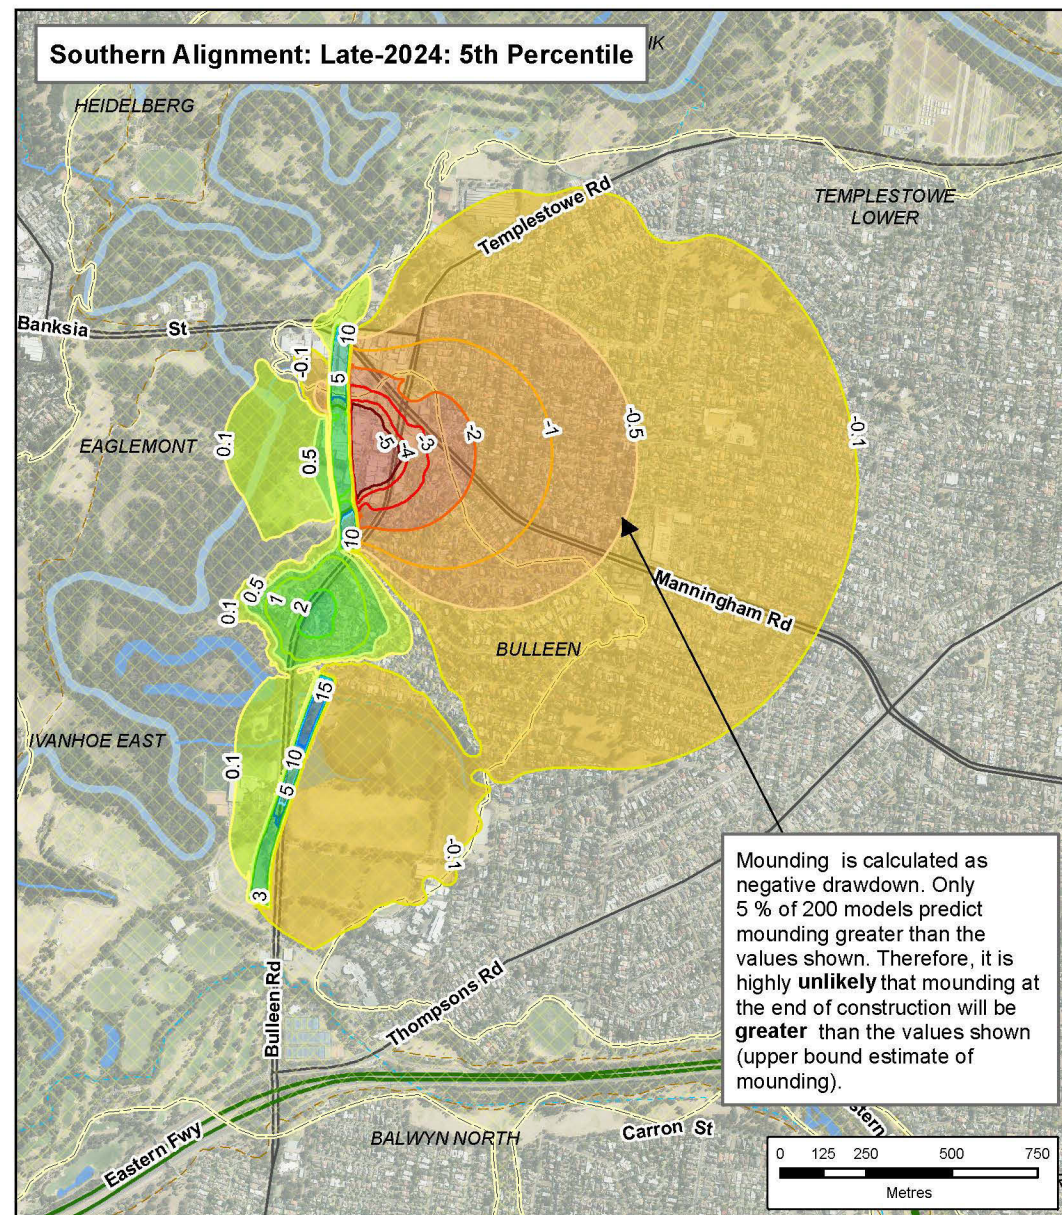 Southern Alignment: Late-2024: 5th Percentile
IK
HEIDELBERG
TEMPLESTOWE
LOWER
Templestowe Rd
Banksia St
10
-0.1
5
EAGLEMONT
0.1
0.5
-5
-4
-3
-2
-1
-0.5
-0.1
10
0.1
0.5
1
2
Manningham Rd
BULLEEN
15
IVANHOE EAST
0.1
10
5
-0.1
3
Mounding is calculated as
negative drawdown. Only
5 % of 200 models predict
mounding greater than the
values shown. Therefore, it is
highly unlikely that mounding at
the end of construction will be
greater than the values shown
(upper bound estimate of
mounding).
Bulleen Rd
Thompsons Rd
Eastern Fwy
BALWYN NORTH
Carron St
stern
0 125 250 500 750
Metres